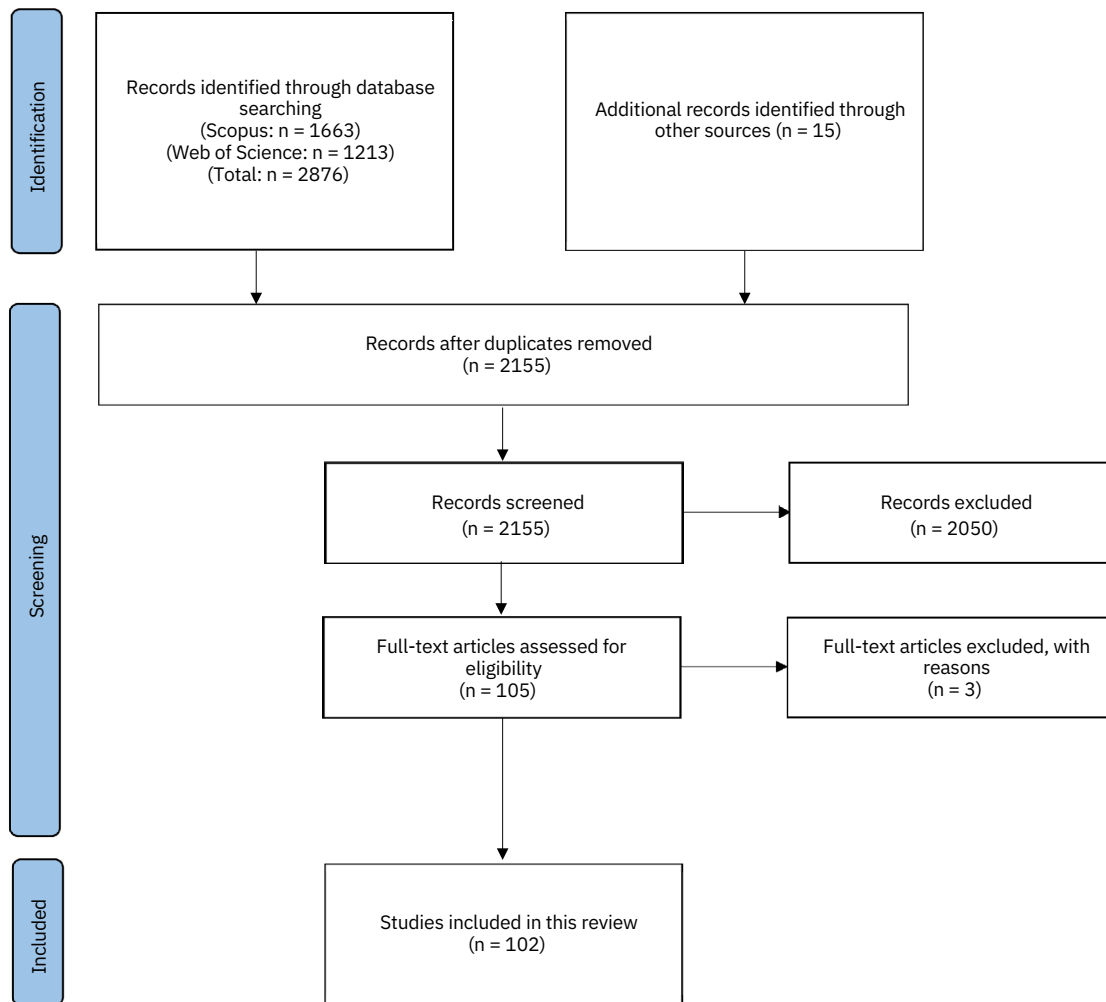 Identification
Records identified through database
searching
(Scopus: n = 1663)
(Web of Science: n = 1213)
(Total: n = 2876)
Additional records identified through
other sources (n = 15)
Screening
Records after duplicates removed
(n = 2155)
Records screened
(n = 2155)
Records excluded
(n = 2050)
Full-text articles assessed for
eligibility
(n = 105)
Full-text articles excluded, with
reasons
(n = 3)
Included
Studies included in this review
(n = 102)